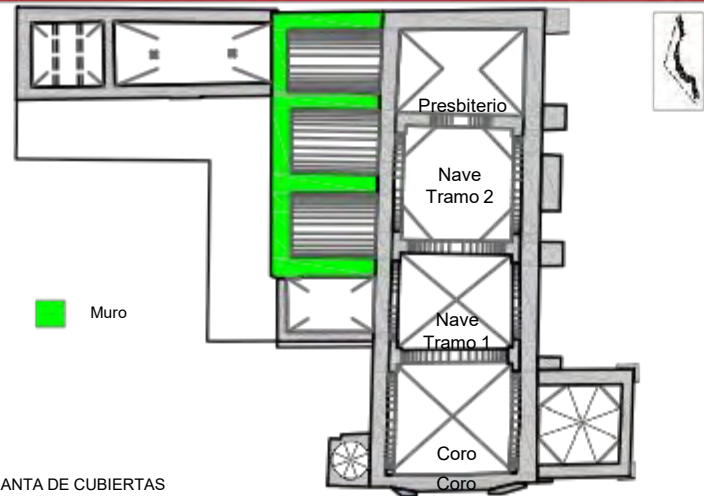 Presbiterio
Nave
Tramo 2
Muro
Nave
Tramo 1
Coro
Coro
ANTA DE CUBIERTAS